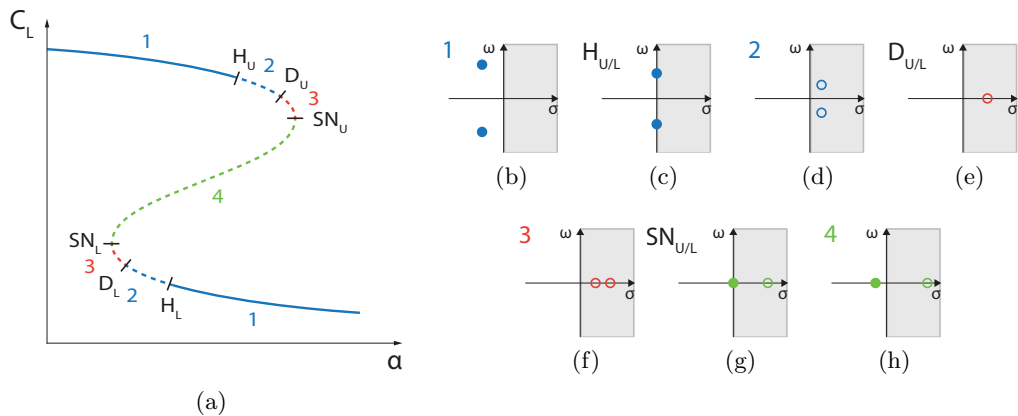 C_L
1
H_U
2
D_U
3
SN_U
4
SN_L
3
D_L
2
H_L
1
α
(a)
1
ω
σ
(b)
H_U/L
ω
σ
(c)
2
ω
σ
(d)
D_U/L
ω
σ
(e)
3
ω
σ
(f)
SN_U/L
ω
σ
(g)
4
ω
σ
(h)